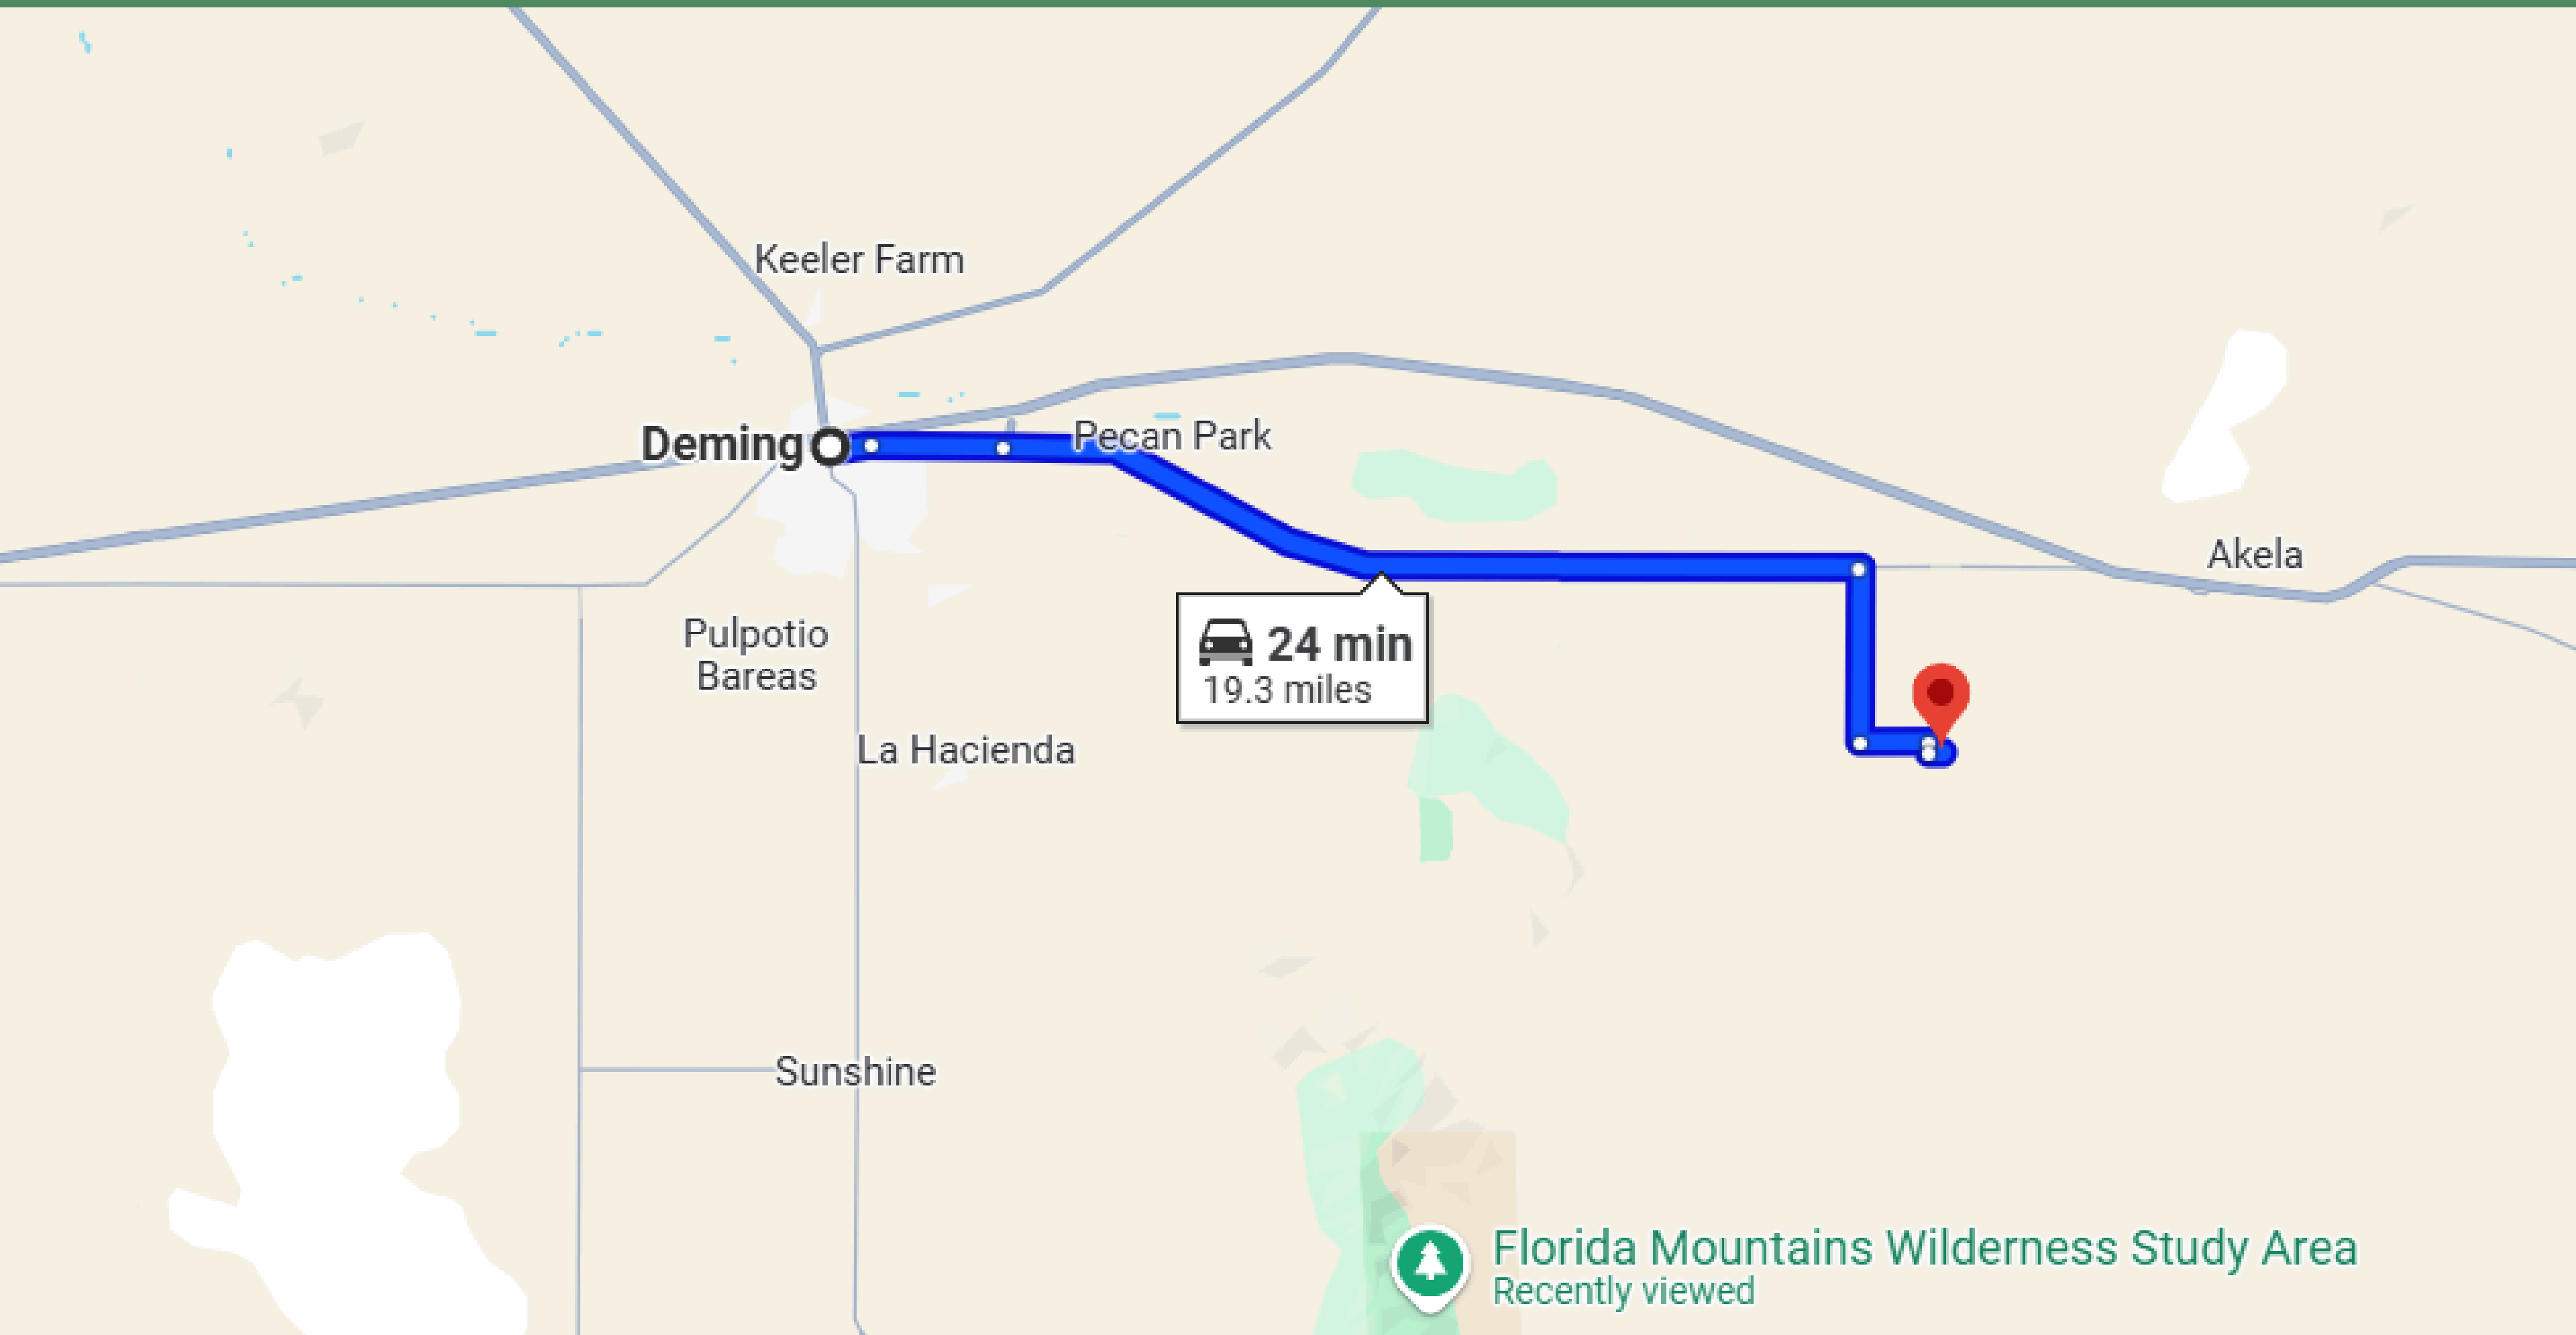 Keeler Farm
Deming
Pecan Park
Akela
Pulpotio
Bareas
24 min
19.3 miles
La Hacienda
Sunshine
Florida Mountains Wilderness Study Area
Recently viewed